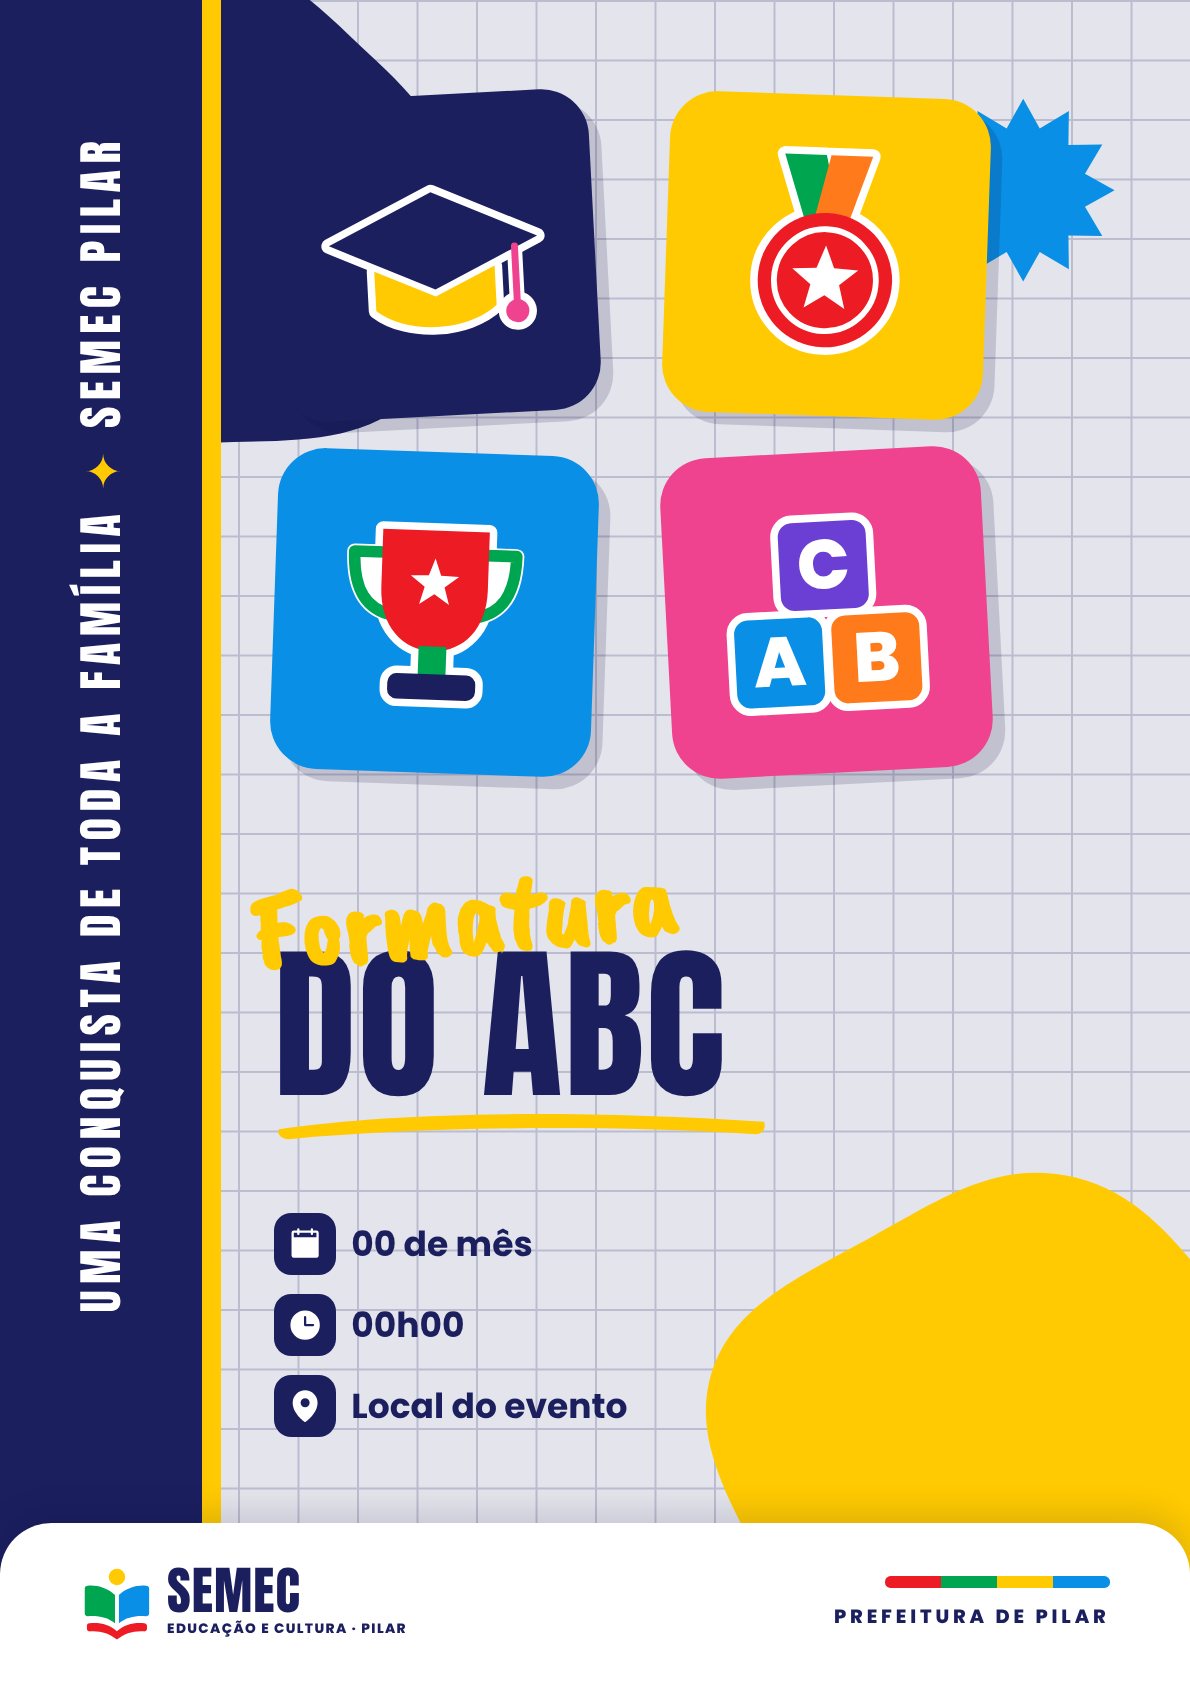 UMA CONQUISTA DE TODA A FAMÍLIA ✦ SEMEC PILAR
C
A B
Formatura
DO ABC
00 de mês
00h00
Local do evento
SEMEC
EDUCAÇÃO E CULTURA · PILAR
PREFEITURA DE PILAR